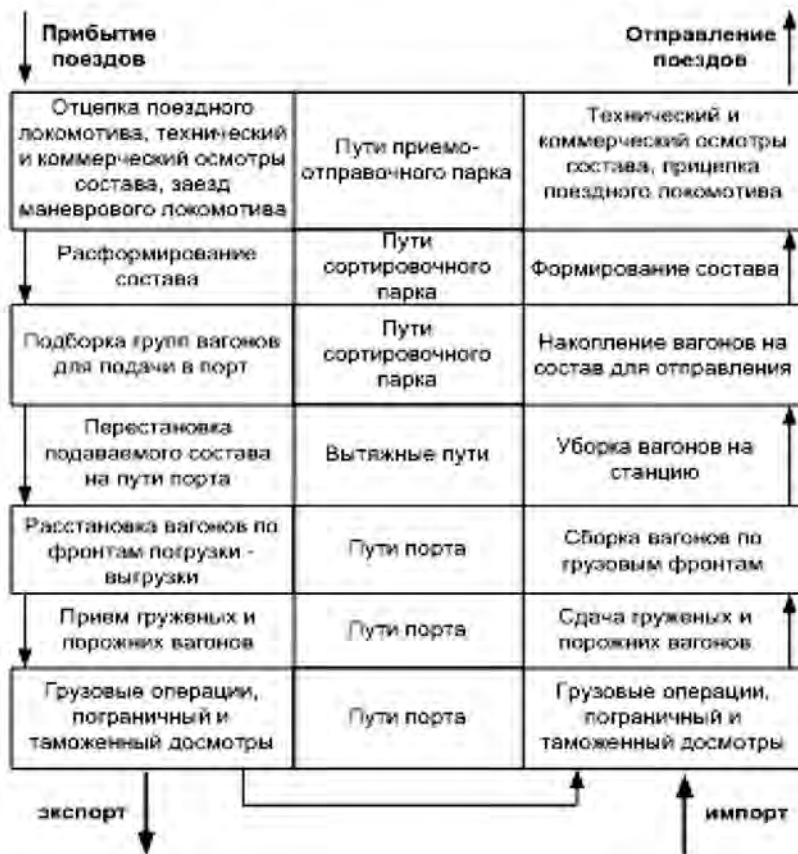 Прибытие
поездов
Отправление
поездов
Отцепка поездного
локомотива, технический
и коммерческий осмотры
состава, заезд
маневрового локомотива
Пути приемо-
отправочного парка
Технический и
коммерческий осмотры
состава, прицепка
поездного локомотива
Расформирование
состава
Пути
сортировочного
парка
Формирование состава
Подборка групп вагонов
для подачи в порт
Пути
сортировочного
парка
Накопление вагонов на
состав для отправления
Перестановка
подаваемого состава
на пути порта
Вытяжные пути
Уборка вагонов на
станцию
Расстановка вагонов по
фронтам погрузки -
выгрузки
Пути порта
Сборка вагонов по
грузовым фронтам
Прием груженых и
порожних вагонов
Пути порта
Сдача груженых и
порожних вагонов
Грузовые операции,
пограничный и
таможенный досмотры
Пути порта
Грузовые операции,
пограничный и
таможенный досмотры
экспорт
импорт